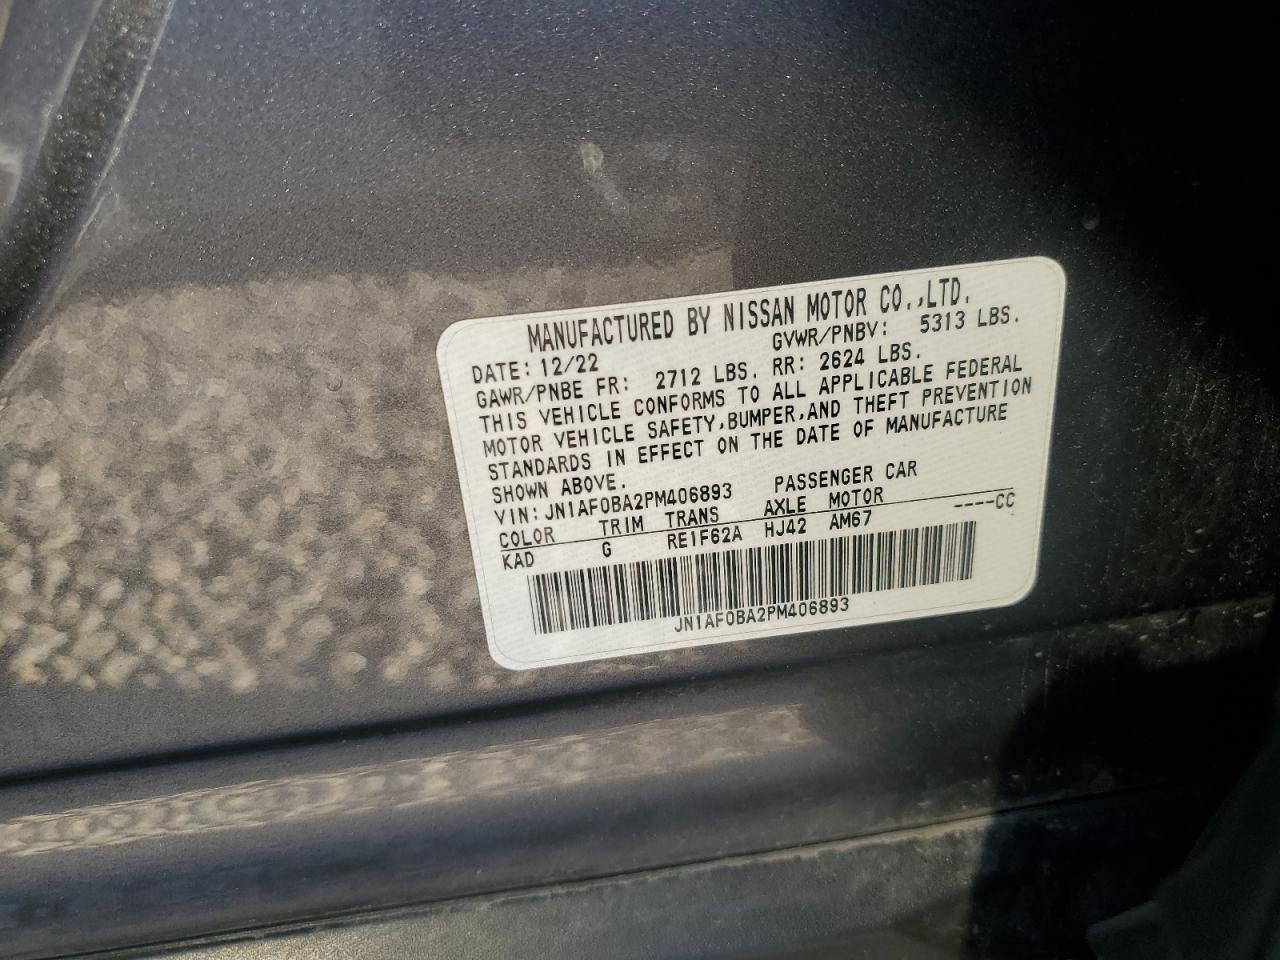 MANUFACTURED BY NISSAN MOTOR CO.,LTD.
DATE: 12/22 GVWR/PNBV: 5313 LBS.
GAWR/PNBE FR: 2712 LBS. RR: 2624 LBS.
THIS VEHICLE CONFORMS TO ALL APPLICABLE FEDERAL
MOTOR VEHICLE SAFETY,BUMPER,AND THEFT PREVENTION
STANDARDS IN EFFECT ON THE DATE OF MANUFACTURE
SHOWN ABOVE.
VIN: JN1AF0BA2PM406893 PASSENGER CAR
COLOR TRIM TRANS AXLE MOTOR
KAD G RE1F62A HJ42 AM67 ----CC
JN1AF0BA2PM406893